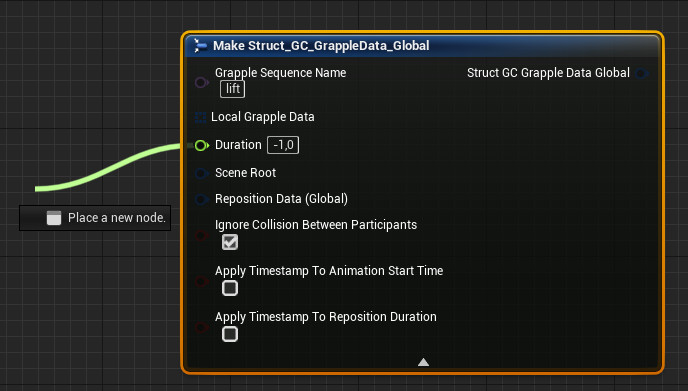 Make Struct_GC_GrappleData_Global
Grapple Sequence Name
Struct GC Grapple Data Global
lift
Local Grapple Data
Duration -1,0
Scene Root
Place a new node.
Reposition Data (Global)
Ignore Collision Between Participants
Apply Timestamp To Animation Start Time
Apply Timestamp To Reposition Duration